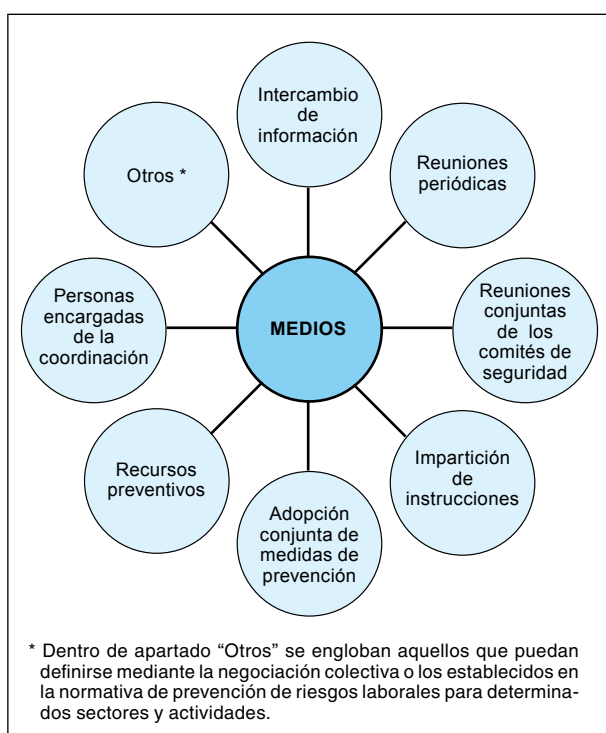 Intercambio
de
información
Reuniones
periódicas
Reuniones
conjuntas
de los
comités de
seguridad
Impartición
de
instrucciones
Adopción
conjunta de
medidas de
prevención
Recursos
preventivos
Personas
encargadas
de la
coordinación
Otros *
MEDIOS
* Dentro de apartado “Otros” se engloban aquellos que puedan
definirse mediante la negociación colectiva o los establecidos en
la normativa de prevención de riesgos laborales para determina-
dos sectores y actividades.